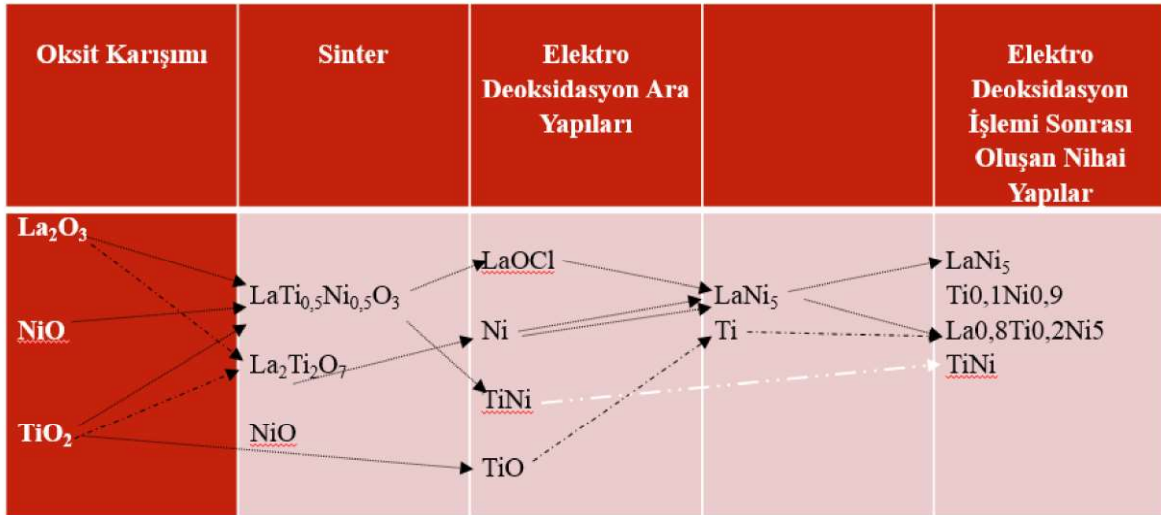 Oksit Karışımı
Sinter
Elektro
Deoksidasyon Ara
Yapıları
Elektro
Deoksidasyon
İşlemi Sonrası
Oluşan Nihai
Yapılar
La₂O₃
NiO
TiO₂
LaTi₀,₅Ni₀,₅O₃
La₂Ti₂O₇
NiO
LaOCl
Ni
TiNi
TiO
LaNi₅
Ti
LaNi₅
Ti0,1Ni0,9
La0,8Ti0,2Ni5
TiNi